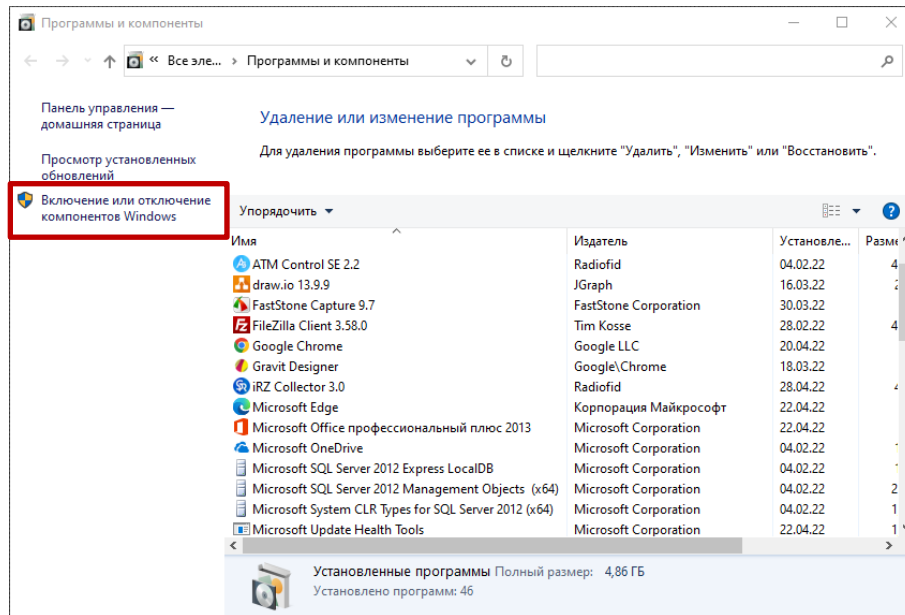 Программы и компоненты
« Все эле... › Программы и компоненты
Панель управления —
домашняя страница
Просмотр установленных
обновлений
Включение или отключение
компонентов Windows
Удаление или изменение программы
Для удаления программы выберите ее в списке и щелкните "Удалить", "Изменить" или "Восстановить".
Упорядочить
Имя Издатель Установле... Разме
ATM Control SE 2.2 Radiofid 04.02.22 4
draw.io 13.9.9 JGraph 16.03.22 2
FastStone Capture 9.7 FastStone Corporation 30.03.22
FileZilla Client 3.58.0 Tim Kosse 28.02.22 4
Google Chrome Google LLC 20.04.22
Gravit Designer Google\Chrome 18.03.22
iRZ Collector 3.0 Radiofid 28.04.22 4
Microsoft Edge Корпорация Майкрософт 22.04.22
Microsoft Office профессиональный плюс 2013 Microsoft Corporation 22.04.22
Microsoft OneDrive Microsoft Corporation 04.02.22 1
Microsoft SQL Server 2012 Express LocalDB Microsoft Corporation 04.02.22 1
Microsoft SQL Server 2012 Management Objects (x64) Microsoft Corporation 04.02.22 2
Microsoft System CLR Types for SQL Server 2012 (x64) Microsoft Corporation 04.02.22 1
Microsoft Update Health Tools Microsoft Corporation 22.04.22 1
Установленные программы Полный размер: 4,86 ГБ
Установлено программ: 46